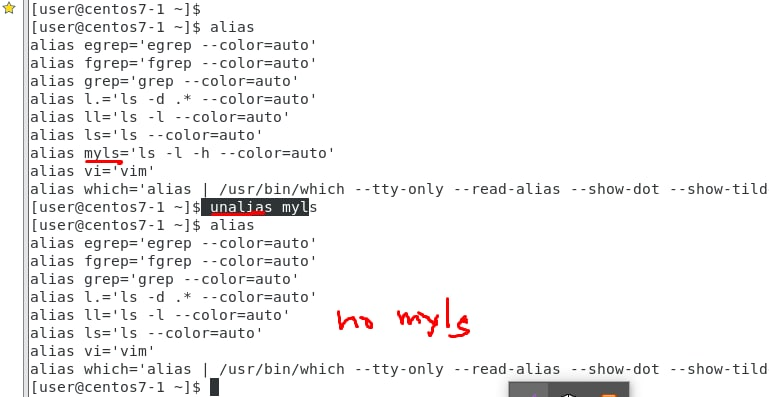 [user@centos7-1 ~]$
[user@centos7-1 ~]$ alias
alias egrep='egrep --color=auto'
alias fgrep='fgrep --color=auto'
alias grep='grep --color=auto'
alias l.='ls -d .* --color=auto'
alias ll='ls -l --color=auto'
alias ls='ls --color=auto'
alias myls='ls -l -h --color=auto'
alias vi='vim'
alias which='alias | /usr/bin/which --tty-only --read-alias --show-dot --show-tild
[user@centos7-1 ~]$ unalias myls
[user@centos7-1 ~]$ alias
alias egrep='egrep --color=auto'
alias fgrep='fgrep --color=auto'
alias grep='grep --color=auto'
alias l.='ls -d .* --color=auto'
alias ll='ls -l --color=auto'
no myls
alias ls='ls --color=auto'
alias vi='vim'
alias which='alias | /usr/bin/which --tty-only --read-alias --show-dot --show-tild
[user@centos7-1 ~]$